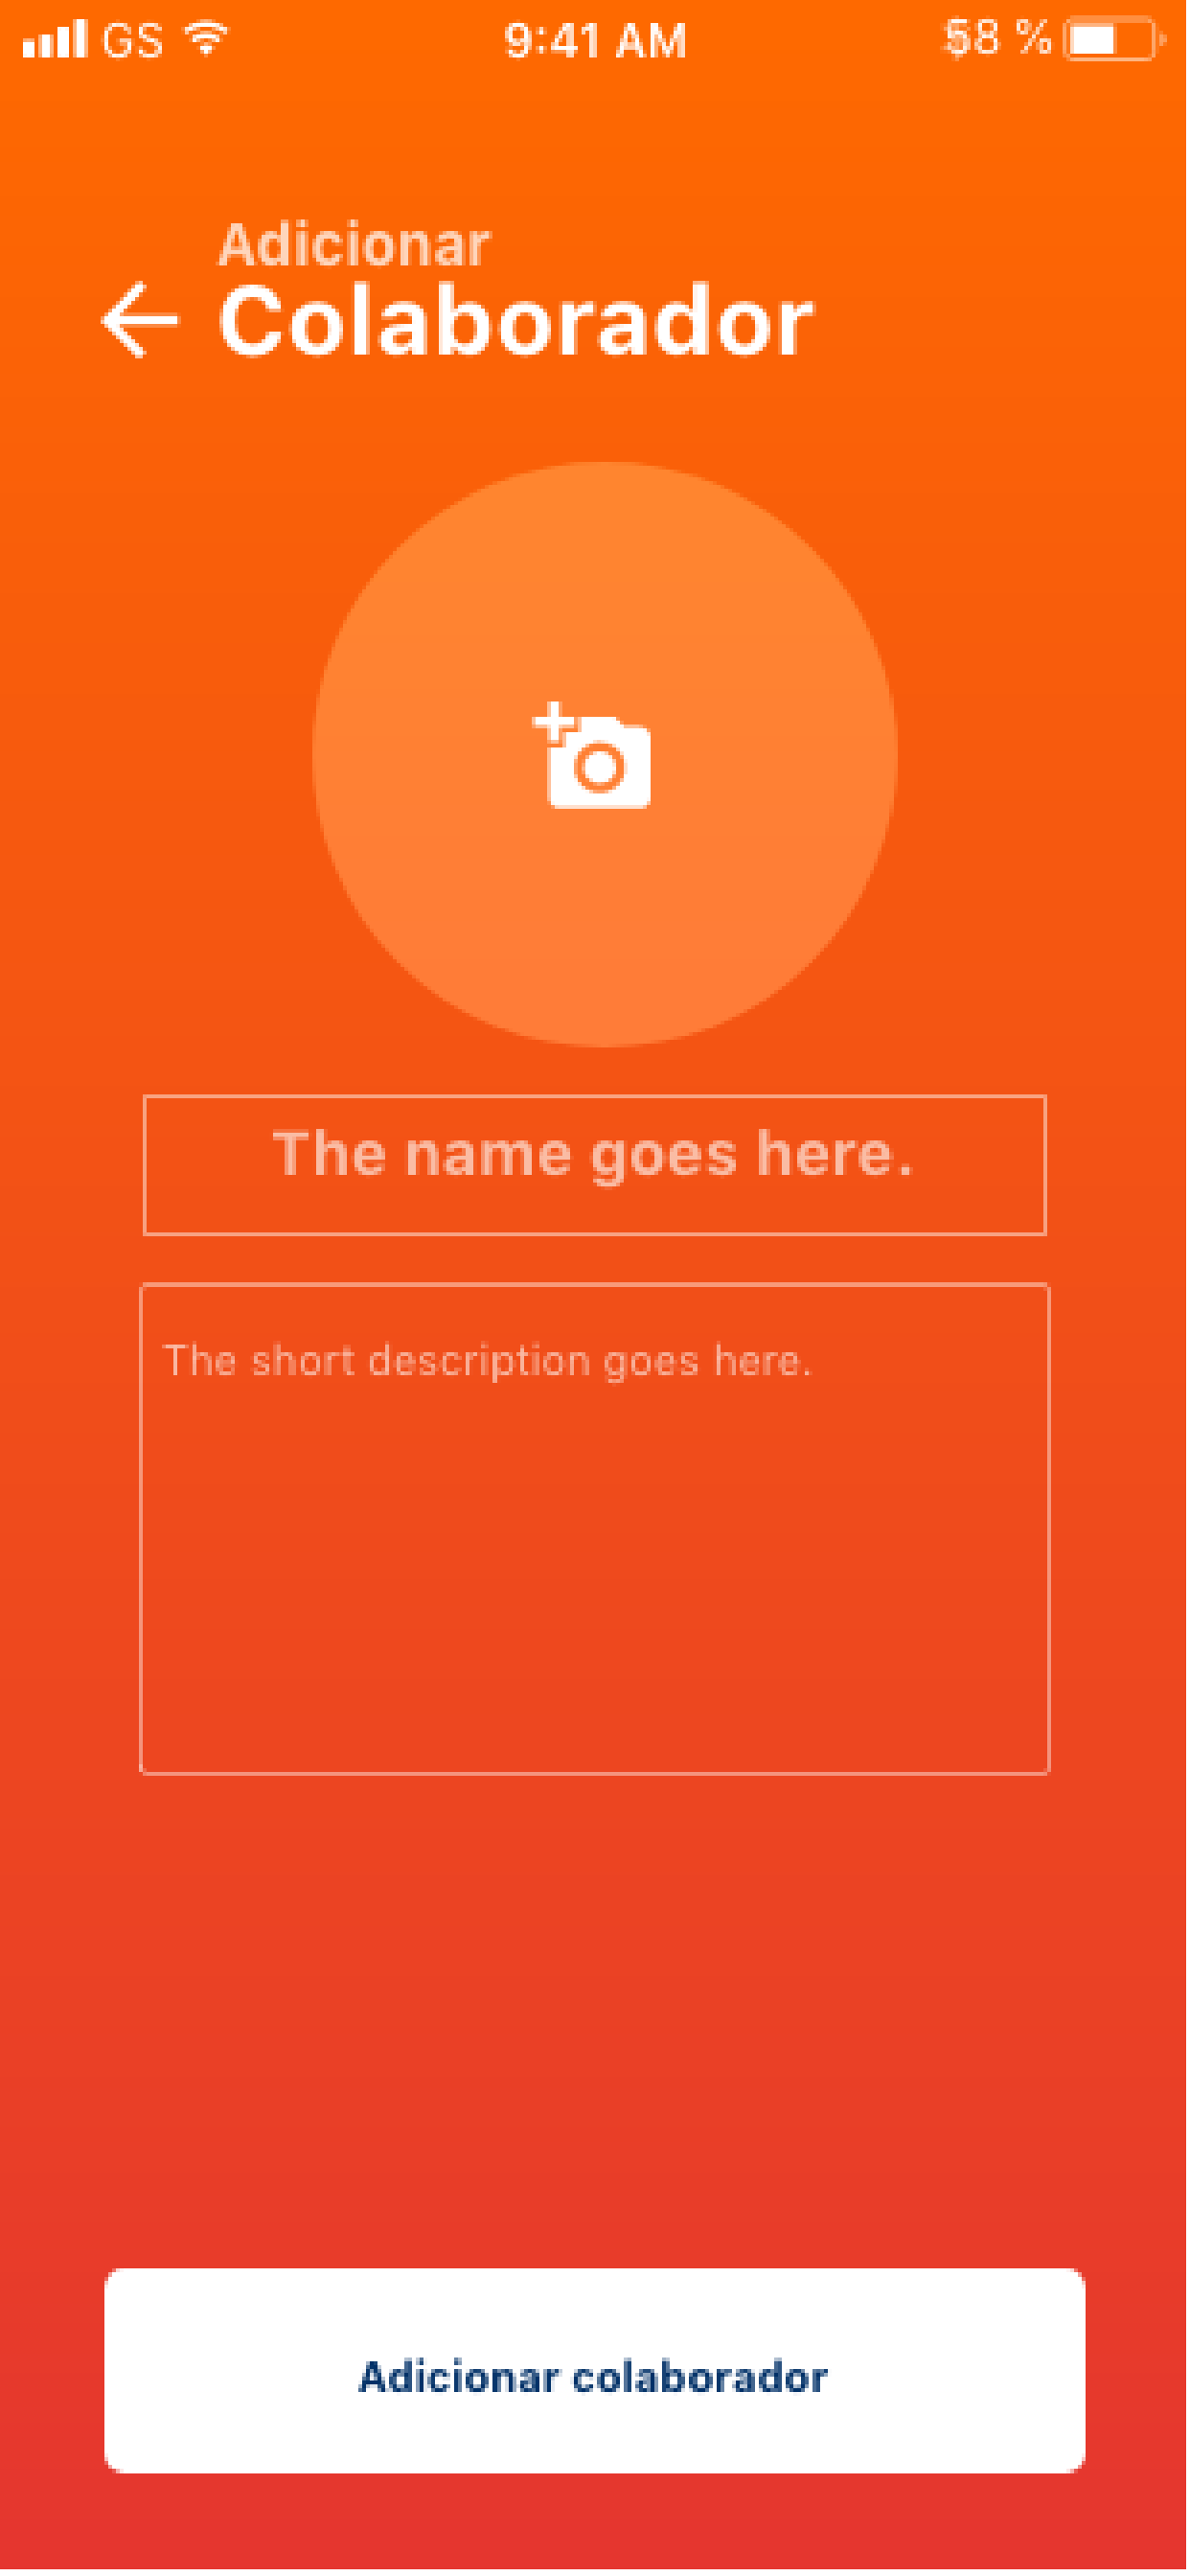 GS 9:41 AM 58 %
Adicionar
Colaborador
The name goes here.
The short description goes here.
Adicionar colaborador